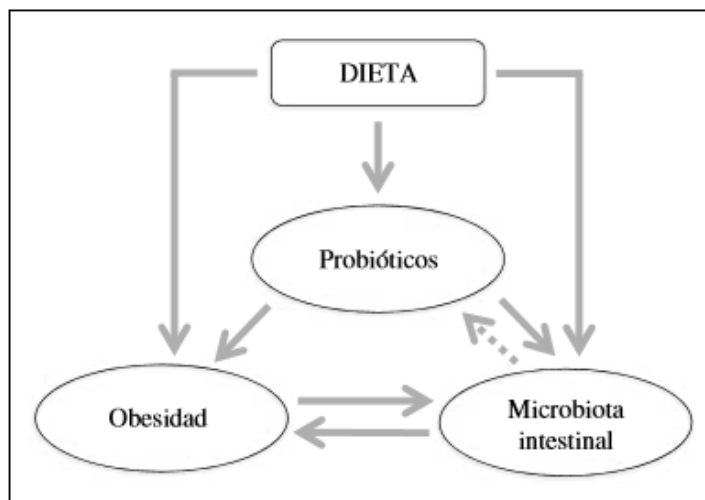 DIETA
Probióticos
Obesidad
Microbiota
intestinal